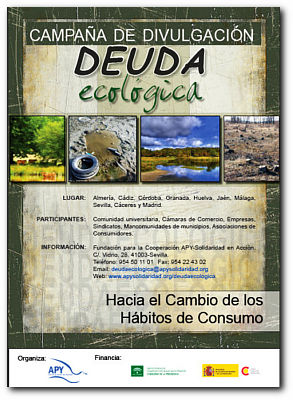 CAMPAÑA DE DIVULGACIÓN
DEUDA
ecológica
LUGAR: Almería, Cádiz, Córdoba, Granada, Huelva, Jaén, Málaga,
Sevilla, Cáceres y Madrid.
PARTICIPANTES: Comunidad universitaria, Cámaras de Comercio, Empresas,
Sindicatos, Mancomunidades de municipios, Asociaciones de
Consumidores.
INFORMACIÓN: Fundación para la Cooperación APY-Solidaridad en Acción.
C/. Vidrio, 28. 41003-Sevilla.
Teléfono: 954 50 11 01. Fax: 954 22 43 02
Email: deudaecologica@apysolidaridad.org
Web: www.apysolidaridad.org/deudaecologica.
Hacia el Cambio de los
Hábitos de Consumo
Organiza:
Financia:
APY